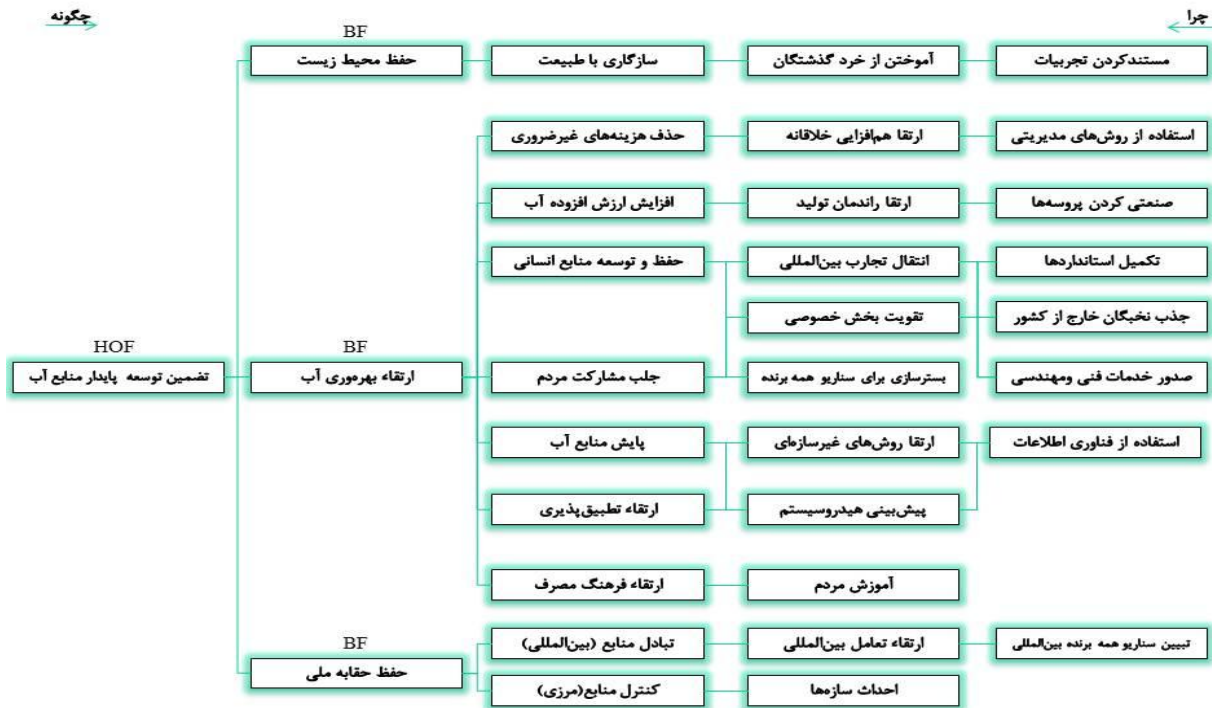 چگونه
چرا
BF
حفظ محیط زیست
سازگاری با طبیعت
آموختن از خرد گذشتگان
مستندکردن تجربیات
حذف هزینه‌های غیرضروری
ارتقا هم‌افزایی خلاقانه
استفاده از روش‌های مدیریتی
افزایش ارزش افزوده آب
ارتقا راندمان تولید
صنعتی کردن پروسه‌ها
حفظ و توسعه منابع انسانی
انتقال تجارب بین‌المللی
تکمیل استانداردها
تقویت بخش خصوصی
جذب نخبگان خارج از کشور
HOF
BF
تضمین توسعه پایدار منابع آب
ارتقاء بهره‌وری آب
جلب مشارکت مردم
بسترسازی برای سناریو همه برنده
صدور خدمات فنی ومهندسی
پایش منابع آب
ارتقا روش‌های غیرسازه‌ای
استفاده از فناوری اطلاعات
ارتقاء تطبیق‌پذیری
پیش‌بینی هیدروسیستم
ارتقاء فرهنگ مصرف
آموزش مردم
BF
حفظ حقابه ملی
تبادل منابع (بین‌المللی)
ارتقاء تعامل بین‌المللی
تبیین سناریو همه برنده بین‌المللی
کنترل منابع(مرزی)
احداث سازه‌ها